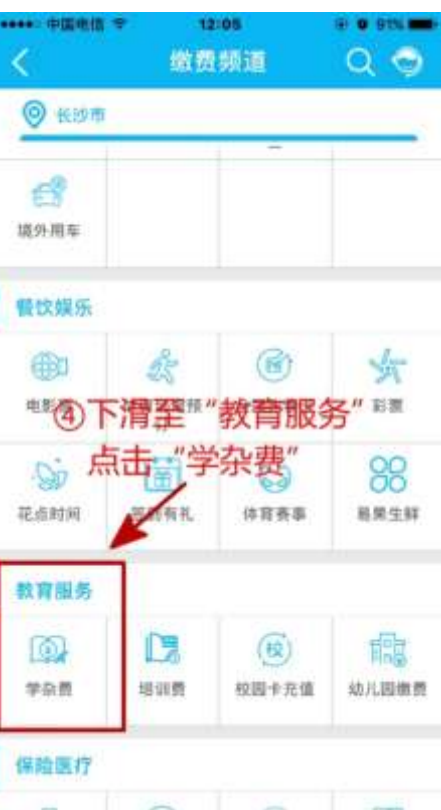 中国电信 12:05 91%
缴费频道
长沙市
境外用车
餐饮娱乐
彩票
④下滑至“教育服务”
点击“学杂费”
花点时间 体育赛事 易果生鲜
教育服务
学杂费 培训费 校园卡充值 幼儿园缴费
保险医疗